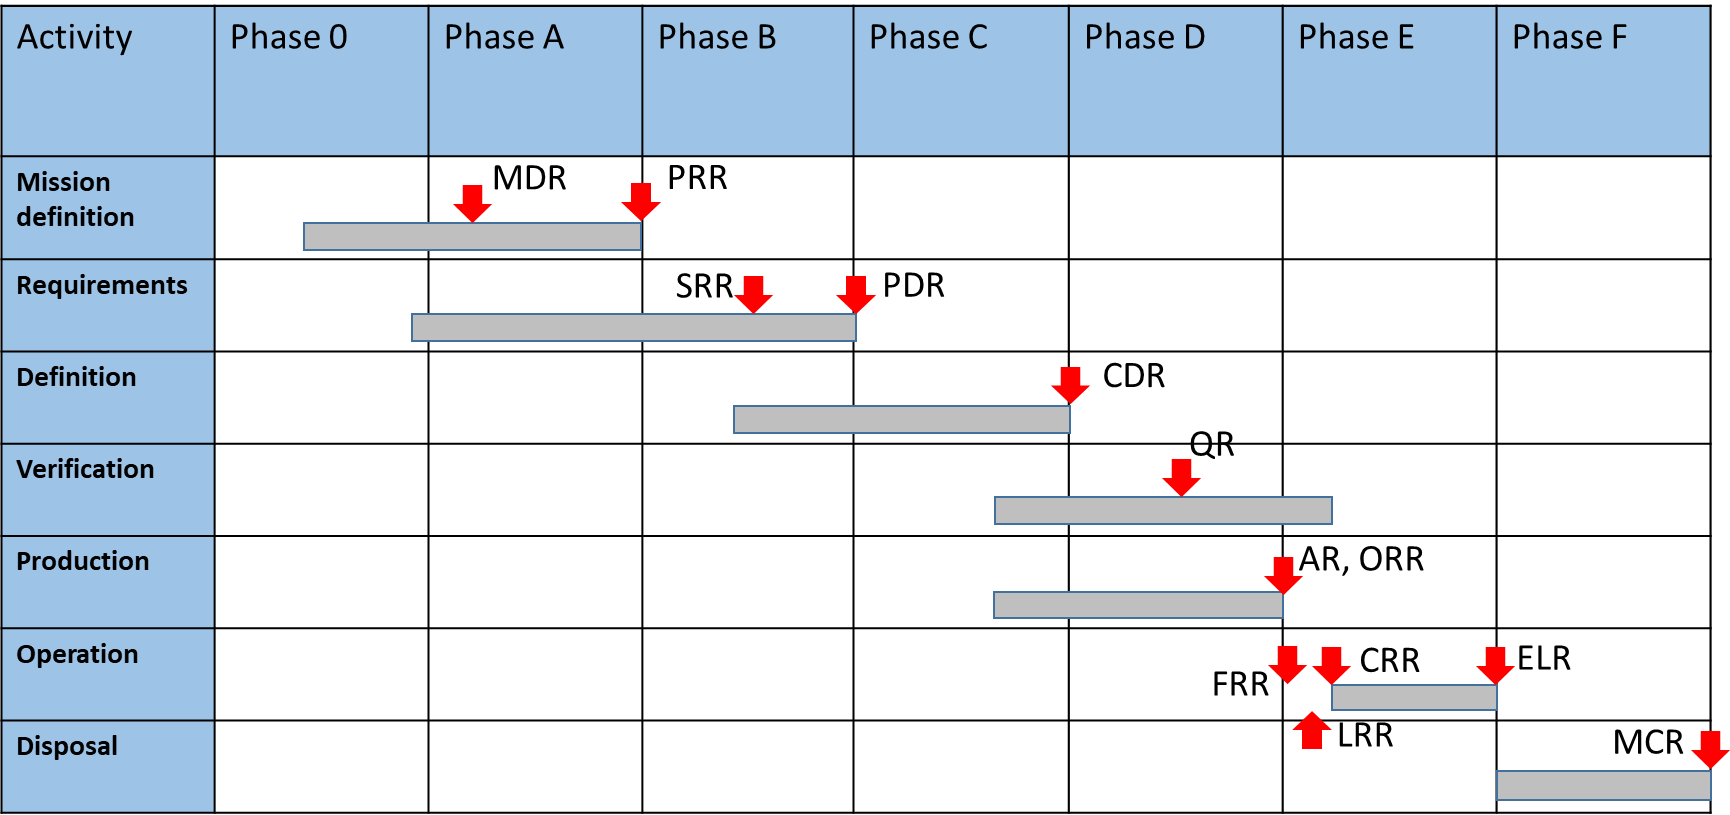 Activity
Phase 0
Phase A
Phase B
Phase C
Phase D
Phase E
Phase F
Mission
definition
MDR
PRR
Requirements
SRR
PDR
Definition
CDR
Verification
QR
Production
AR, ORR
Operation
FRR
CRR
ELR
Disposal
LRR
MCR